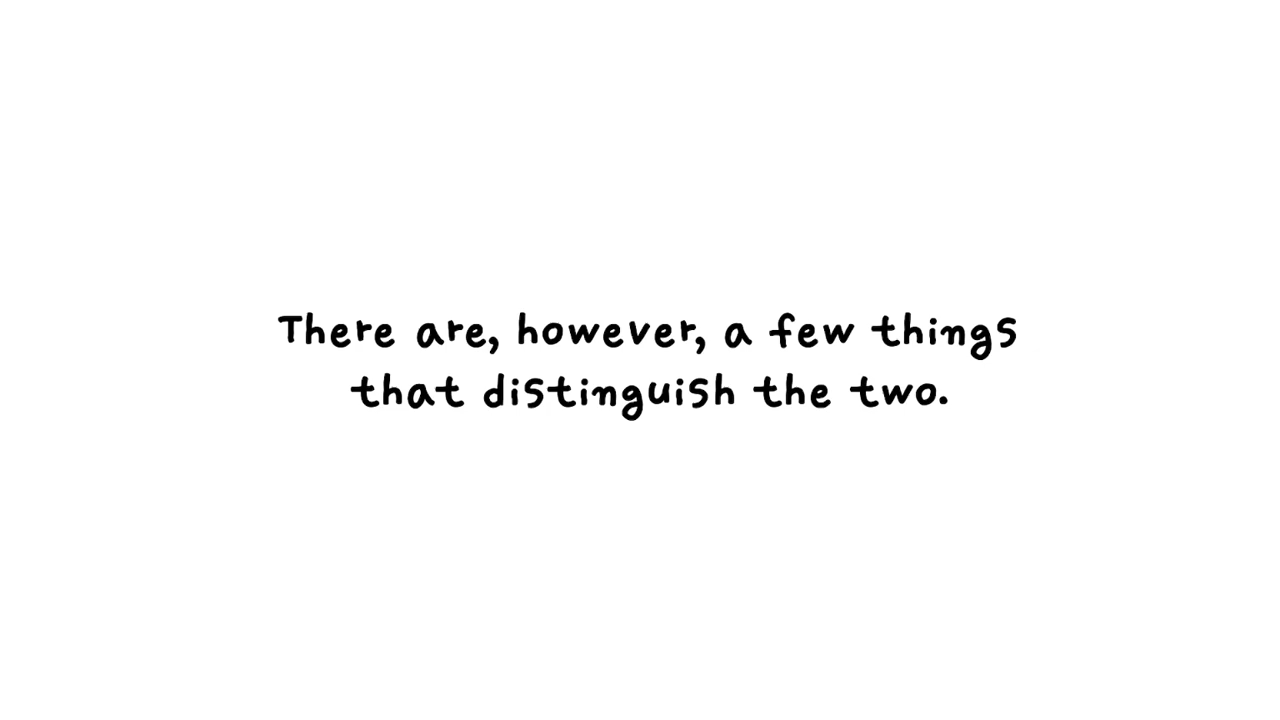 There are, however, a few things
that distinguish the two.